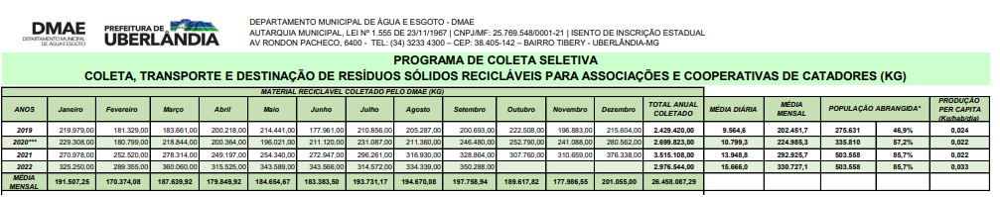 DMAE
DEPARTAMENTO MUNICIPAL
DE ÁGUA E ESGOTO
PREFEITURA DE
UBERLÂNDIA
DEPARTAMENTO MUNICIPAL DE ÁGUA E ESGOTO - DMAE
AUTARQUIA MUNICIPAL, LEI Nº 1.555 DE 23/11/1967 | CNPJ/MF: 25.769.548/0001-21 | ISENTO DE INSCRIÇÃO ESTADUAL
AV RONDON PACHECO, 6400 - TEL: (34) 3233 4300 – CEP: 38.405-142 – BAIRRO TIBERY - UBERLÂNDIA-MG
PROGRAMA DE COLETA SELETIVA
COLETA, TRANSPORTE E DESTINAÇÃO DE RESÍDUOS SÓLIDOS RECICLÁVEIS PARA ASSOCIAÇÕES E COOPERATIVAS DE CATADORES (KG)
MATERIAL RECICLÁVEL COLETADO PELO DMAE (KG)
ANOS Janeiro Fevereiro Março Abril Maio Junho Julho Agosto Setembro Outubro Novembro Dezembro TOTAL ANUAL COLETADO MÉDIA DIÁRIA MÉDIA MENSAL POPULAÇÃO ABRANGIDA* PRODUÇÃO PER CAPITA (Kg/hab/dia)
2019 219.979,00 181.329,00 183.661,00 200.218,00 214.441,00 177.961,00 210.856,00 205.287,00 200.693,00 222.508,00 196.883,00 215.604,00 2.429.420,00 9.564,6 202.451,7 275.631 46,9% 0,024
2020*** 229.308,00 180.799,00 218.844,00 200.364,00 196.021,00 211.120,00 231.087,00 211.360,00 246.480,00 252.790,00 241.088,00 280.562,00 2.699.823,00 10.799,3 224.985,3 335.810 57,2% 0,022
2021 270.978,00 252.520,00 278.314,00 249.197,00 254.340,00 272.947,00 296.261,00 316.930,00 328.864,00 307.760,00 310.659,00 376.338,00 3.515.108,00 13.948,8 292.925,7 503.558 85,7% 0,022
2022 325.250,00 289.355,00 360.060,00 315.525,00 343.589,00 343.566,00 314.572,00 334.339,00 350.288,00 2.976.544,00 15.666,0 330.727,1 503.558 85,7% 0,033
MÉDIA MENSAL 191.507,25 170.374,08 187.639,92 179.849,92 184.654,67 183.383,50 193.731,17 194.670,08 197.758,94 189.617,82 177.986,55 201.055,00 26.458.087,29